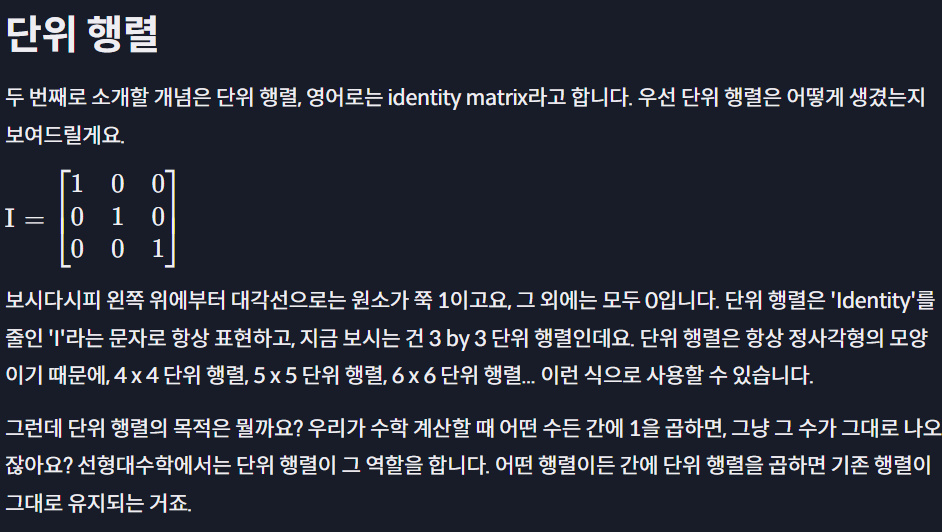 단위 행렬
두 번째로 소개할 개념은 단위 행렬, 영어로는 identity matrix라고 합니다. 우선 단위 행렬은 어떻게 생겼는지
보여드릴게요.
I = [1 0 0
0 1 0
0 0 1]
보시다시피 왼쪽 위에부터 대각선으로는 원소가 쭉 1이고요, 그 외에는 모두 0입니다. 단위 행렬은 'Identity'를
줄인 'I'라는 문자로 항상 표현하고, 지금 보시는 건 3 by 3 단위 행렬인데요. 단위 행렬은 항상 정사각형의 모양
이기 때문에, 4 x 4 단위 행렬, 5 x 5 단위 행렬, 6 x 6 단위 행렬... 이런 식으로 사용할 수 있습니다.
그런데 단위 행렬의 목적은 뭘까요? 우리가 수학 계산할 때 어떤 수든 간에 1을 곱하면, 그냥 그 수가 그대로 나오
잖아요? 선형대수학에서는 단위 행렬이 그 역할을 합니다. 어떤 행렬이든 간에 단위 행렬을 곱하면 기존 행렬이
그대로 유지되는 거죠.